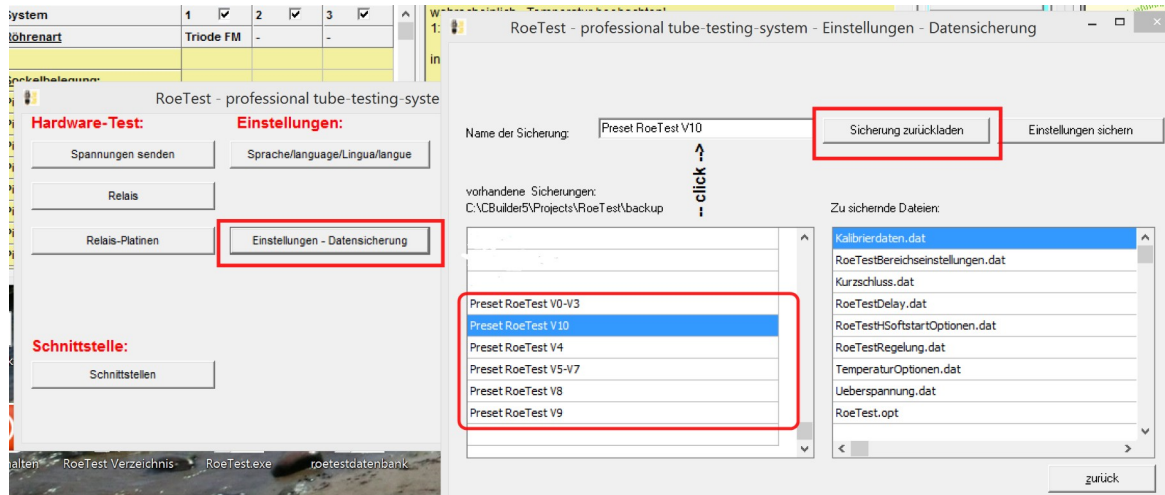 System 1 2 3
Röhrenart Triode FM - -
Sockelbelegung:
wahrscheinlich - Temperatur beobachten!
1:
in
RoeTest - professional tube-testing-syste
Hardware-Test: Einstellungen:
Spannungen senden Sprache/language/Lingua/langue
Relais
Relais-Platinen Einstellungen - Datensicherung
Schnittstelle:
Schnittstellen
RoeTest Verzeichnis RoeTest.exe roetestdatenbank
RoeTest - professional tube-testing-system - Einstellungen - Datensicherung
Name der Sicherung: Preset RoeTest V10 Sicherung zurückladen Einstellungen sichern
-- click -->
vorhandene Sicherungen:
C:\CBuilder5\Projects\RoeTest\backup
Zu sichernde Dateien:
Preset RoeTest V0-V3
Preset RoeTest V10
Preset RoeTest V4
Preset RoeTest V5-V7
Preset RoeTest V8
Preset RoeTest V9
Kalibrierdaten.dat
RoeTestBereichseinstellungen.dat
Kurzschluss.dat
RoeTestDelay.dat
RoeTestHSoftstartOptionen.dat
RoeTestRegelung.dat
TemperaturOptionen.dat
Ueberspannung.dat
RoeTest.opt
zurück